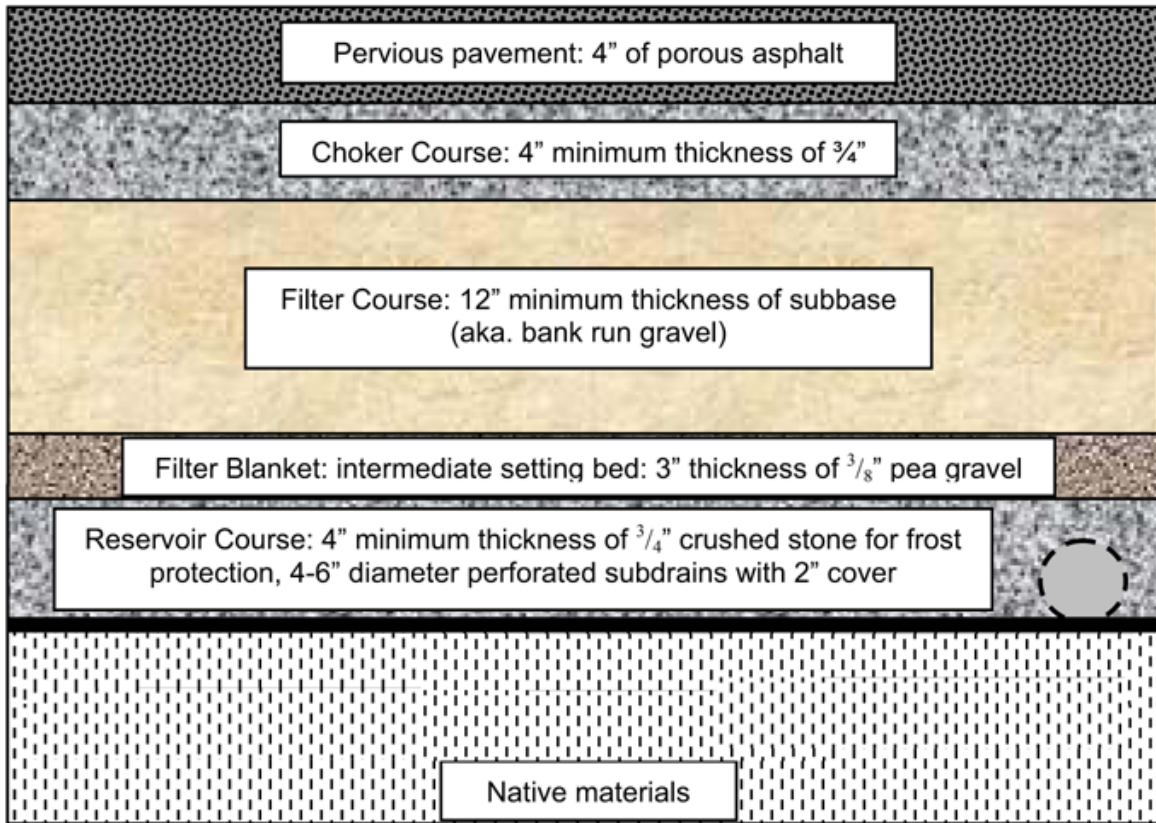 Pervious pavement: 4” of porous asphalt
Choker Course: 4” minimum thickness of ¾”
Filter Course: 12” minimum thickness of subbase
(aka. bank run gravel)
Filter Blanket: intermediate setting bed: 3” thickness of 3/8” pea gravel
Reservoir Course: 4” minimum thickness of 3/4” crushed stone for frost
protection, 4-6” diameter perforated subdrains with 2” cover
Native materials